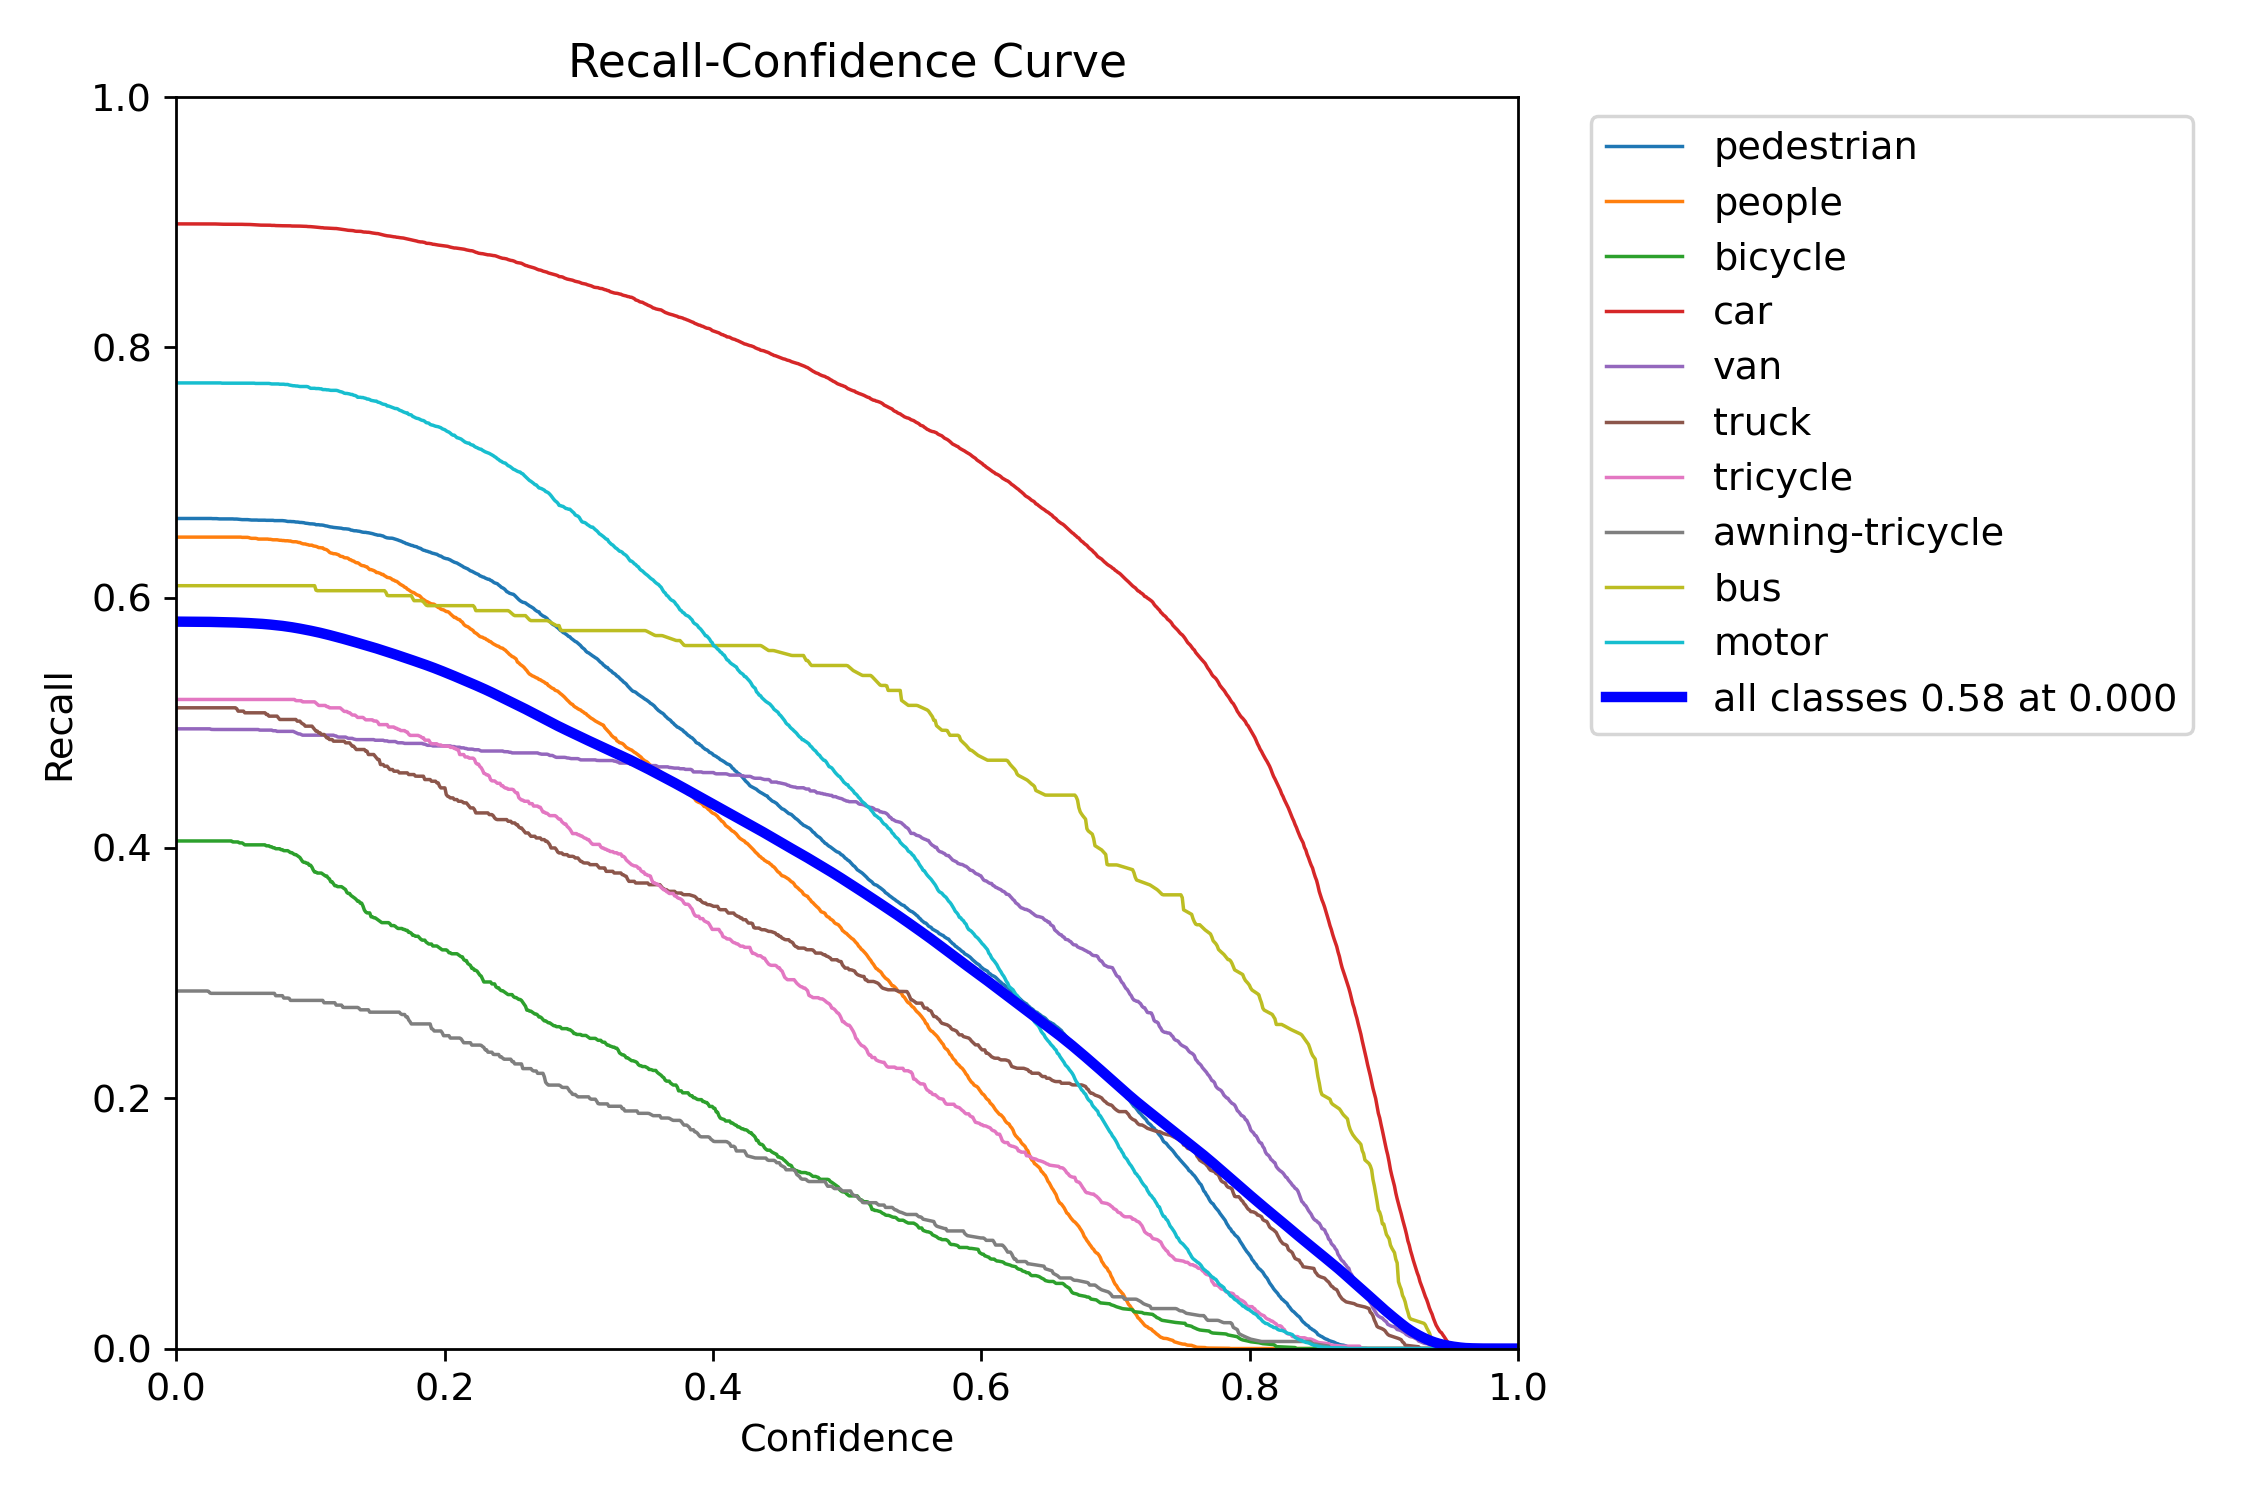 Recall-Confidence Curve
1.0
0.8
0.6
0.4
0.2
0.0
Recall
0.0 0.2 0.4 0.6 0.8 1.0
Confidence
pedestrian
people
bicycle
car
van
truck
tricycle
awning-tricycle
bus
motor
all classes 0.58 at 0.000